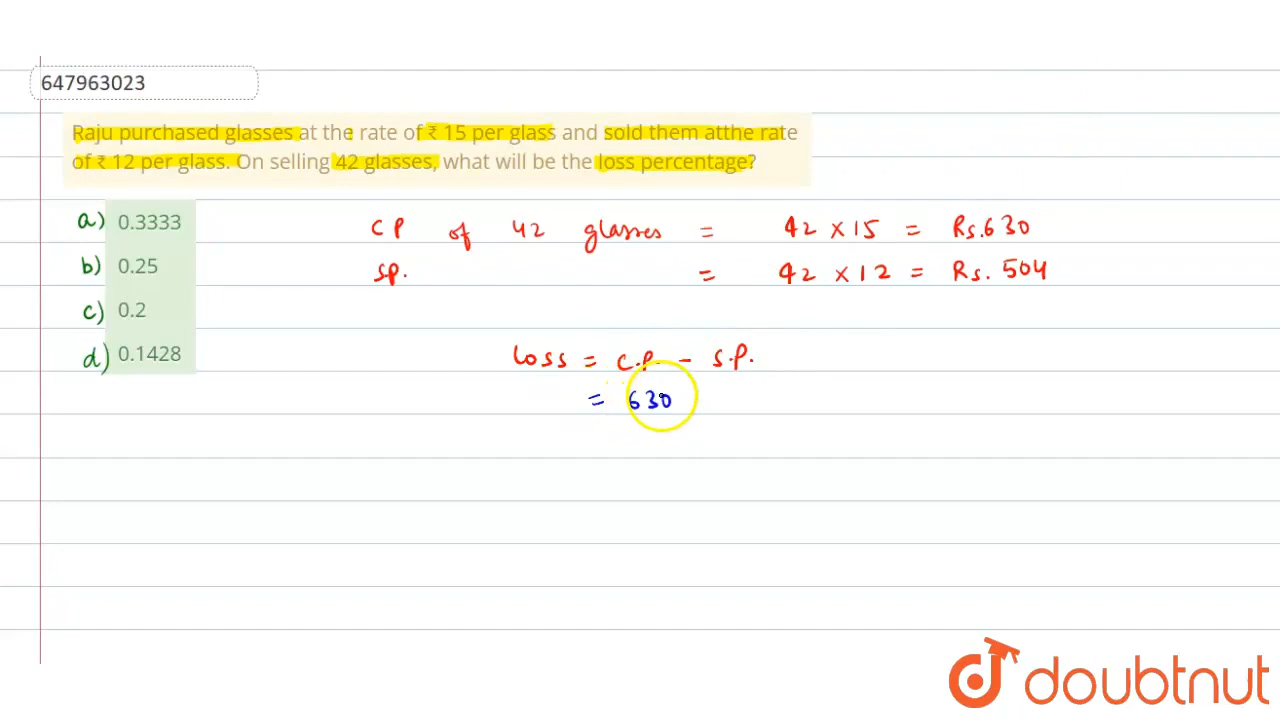 647963023
Raju purchased glasses at the rate of ₹ 15 per glass and sold them atthe rate
of ₹ 12 per glass. On selling 42 glasses, what will be the loss percentage?
a) 0.3333
b) 0.25
c) 0.2
d) 0.1428
CP of 42 glasses = 42 × 15 = Rs.630
S.P. = 42 × 12 = Rs. 504
Loss = C.P. - S.P.
= 630
doubtnut